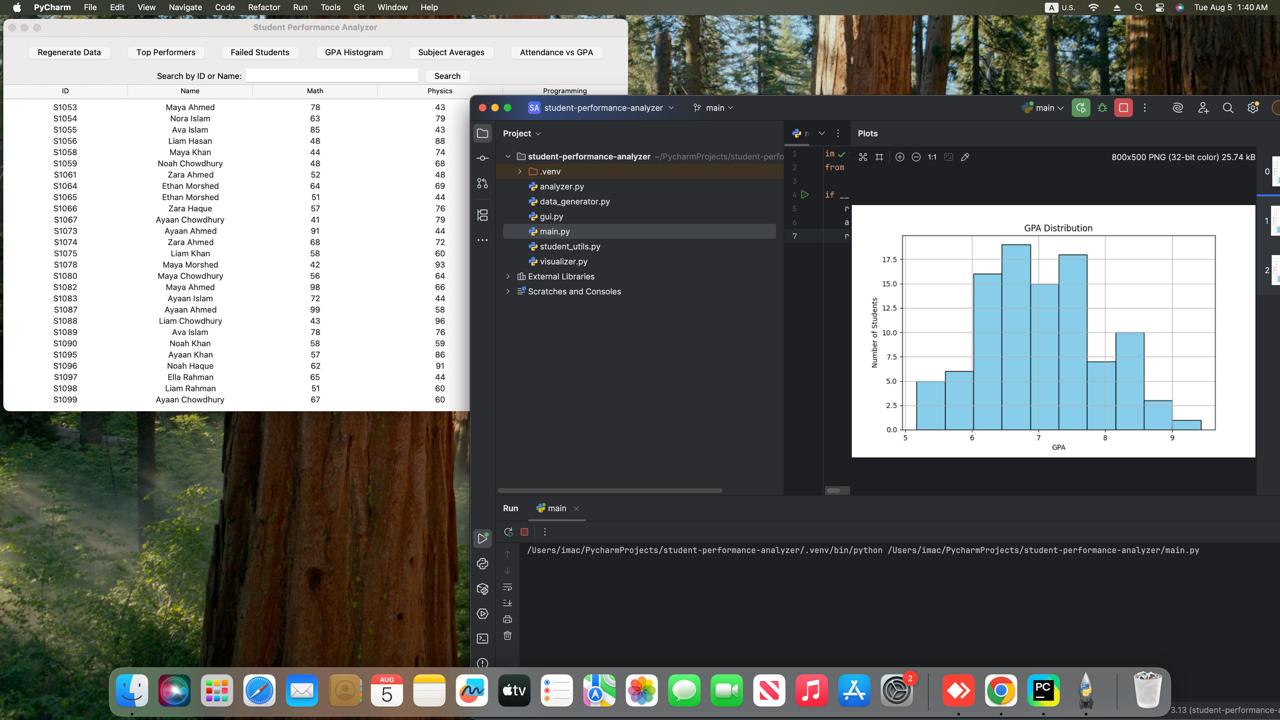 PyCharm File Edit View Navigate Code Refactor Run Tools Git Window Help A U.S. Tue Aug 5 1:40 AM
Student Performance Analyzer
Regenerate Data Top Performers Failed Students GPA Histogram Subject Averages Attendance vs GPA
Search by ID or Name: Search
ID Name Math Physics Programming
S1053 Maya Ahmed 78 43
S1054 Nora Islam 63 79
S1055 Ava Islam 85 43
S1056 Liam Hasan 48 88
S1058 Maya Khan 44 74
S1059 Noah Chowdhury 48 68
S1061 Zara Ahmed 52 48
S1064 Ethan Morshed 64 69
S1065 Ethan Morshed 51 44
S1066 Zara Haque 57 76
S1067 Ayaan Chowdhury 41 79
S1073 Ayaan Ahmed 91 44
S1074 Zara Ahmed 68 72
S1075 Liam Khan 58 60
S1078 Maya Morshed 42 93
S1080 Maya Chowdhury 56 64
S1082 Maya Ahmed 98 66
S1083 Ayaan Islam 72 44
S1087 Ayaan Ahmed 99 58
S1088 Liam Chowdhury 43 96
S1089 Ava Islam 78 76
S1090 Noah Khan 58 59
S1095 Ayaan Khan 57 86
S1096 Noah Haque 62 91
S1097 Ella Rahman 65 44
S1098 Liam Rahman 51 60
S1099 Ayaan Chowdhury 67 60
SA student-performance-analyzer main main
Project
student-performance-analyzer ~/PycharmProjects/student-perfo
.venv
analyzer.py
data_generator.py
gui.py
main.py
student_utils.py
visualizer.py
External Libraries
Scratches and Consoles
1 im
2 from
3
4 if __
5 r
6 a
7 r
Plots
1:1 800x500 PNG (32-bit color) 25.74 kB
0
1
2
GPA Distribution
Number of Students
17.5
15.0
12.5
10.0
7.5
5.0
2.5
0.0
5 6 7 8 9
GPA
Run main
/Users/imac/PycharmProjects/student-performance-analyzer/.venv/bin/python /Users/imac/PycharmProjects/student-performance-analyzer/main.py
AUG
5
tv
2
PC
3.13 (student-performance-a